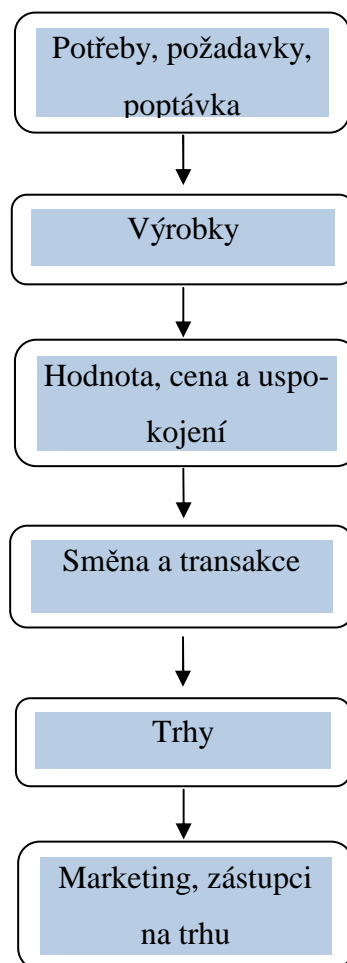 Potřeby, požadavky,
poptávka
Výrobky
Hodnota, cena a uspo-
kojení
Směna a transakce
Trhy
Marketing, zástupci
na trhu